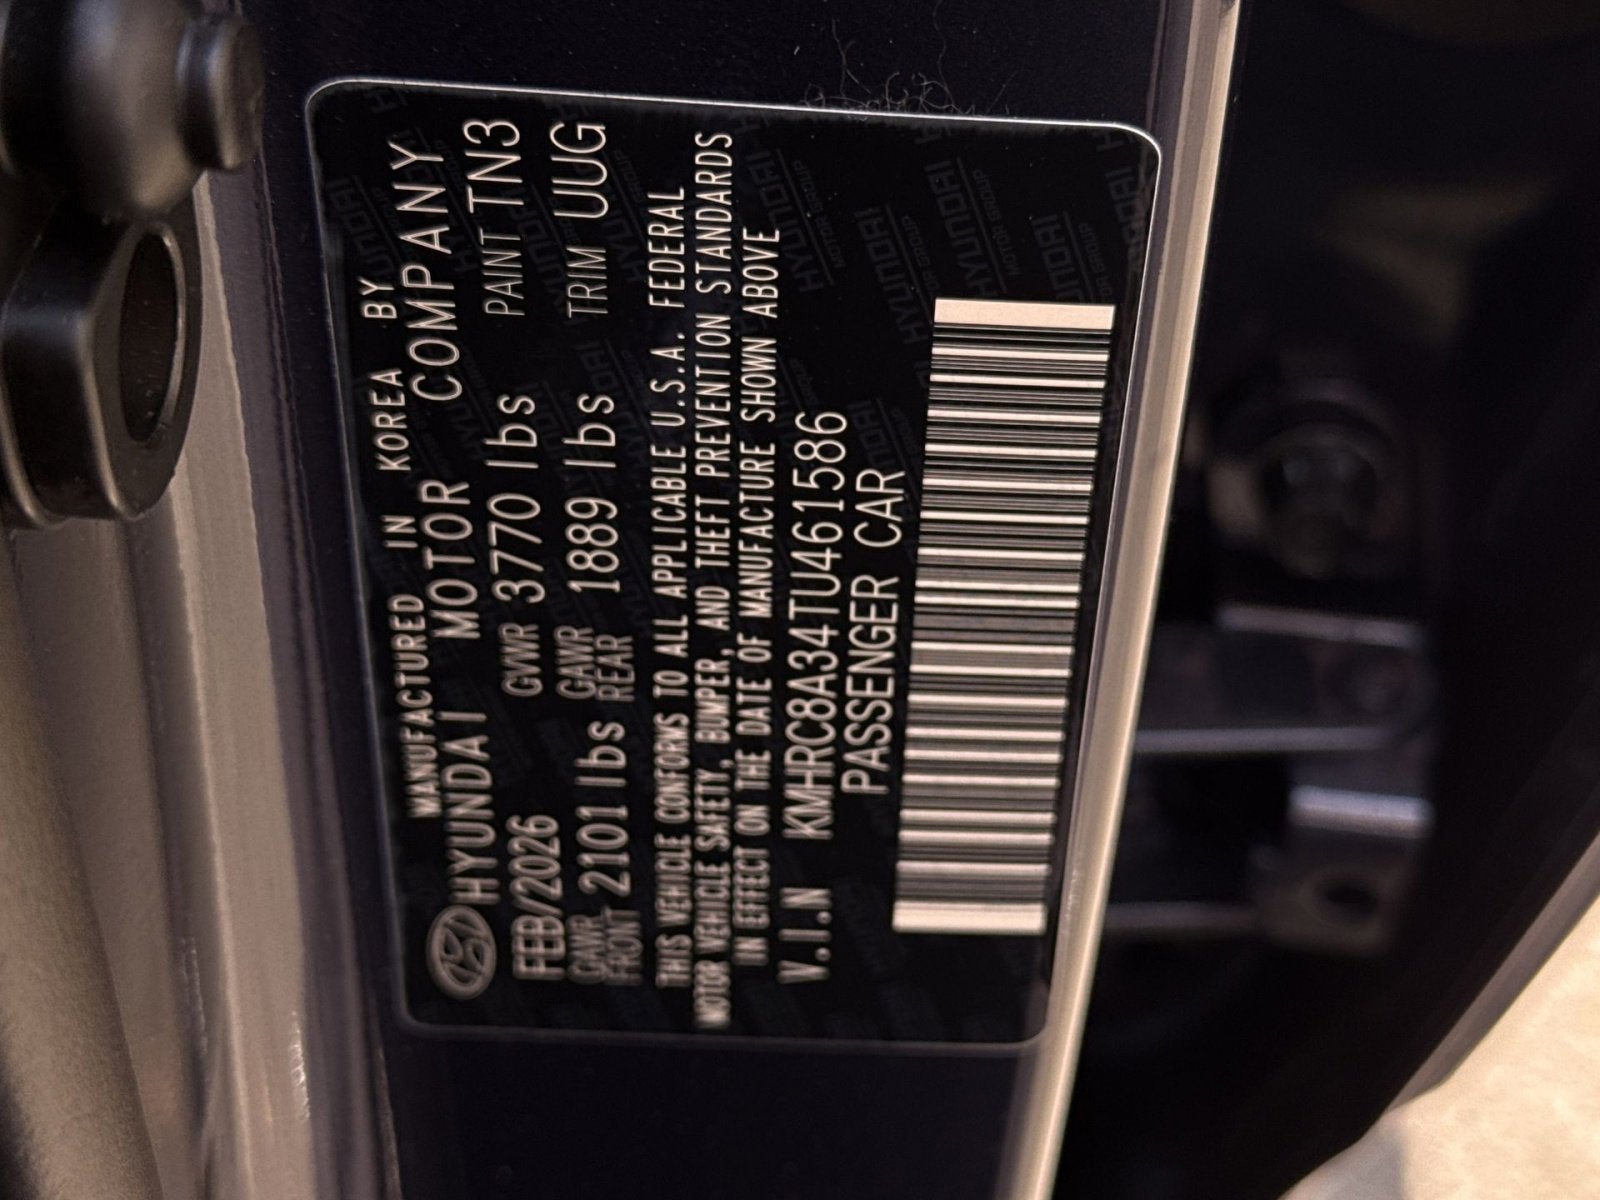 MANUFACTURED IN KOREA BY
HYUNDAI MOTOR COMPANY
FEB/2026 GVWR 3770 lbs PAINT TN3
GAWR FRONT 2101 lbs GAWR REAR 1889 lbs TRIM UUG
THIS VEHICLE CONFORMS TO ALL APPLICABLE U.S.A. FEDERAL
MOTOR VEHICLE SAFETY, BUMPER, AND THEFT PREVENTION STANDARDS
IN EFFECT ON THE DATE OF MANUFACTURE SHOWN ABOVE
V.I.N KMHRC8A34TU461586
PASSENGER CAR